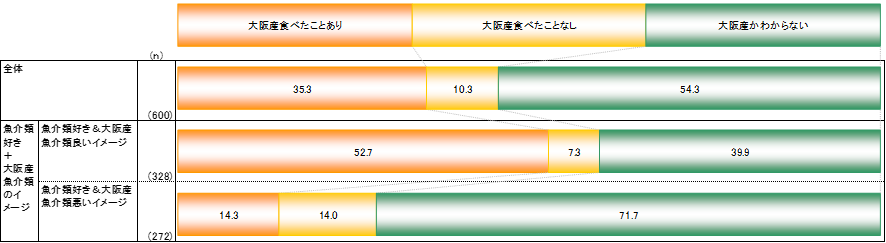 大阪産食べたことあり 大阪産食べたことなし 大阪産かわからない
(n)
全体
35.3 10.3 54.3
(600)
魚介類
好き
＋
大阪産
魚介類
のイ
メージ
魚介類好き＆大阪産
魚介類良いイメージ
52.7 7.3 39.9
(328)
魚介類好き＆大阪産
魚介類悪いイメージ
14.3 14.0 71.7
(272)